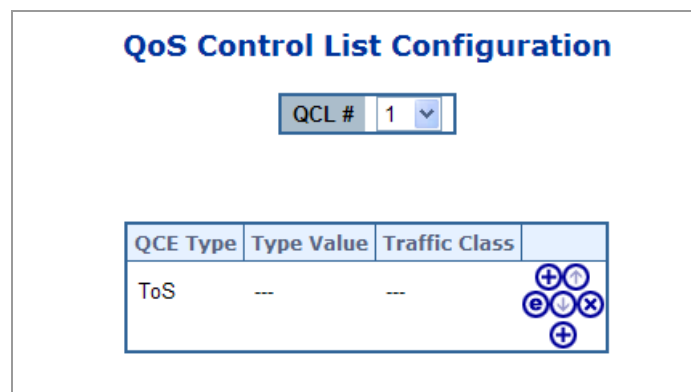 QoS Control List Configuration
QCL # 1
QCE Type Type Value Traffic Class
ToS --- ---
e